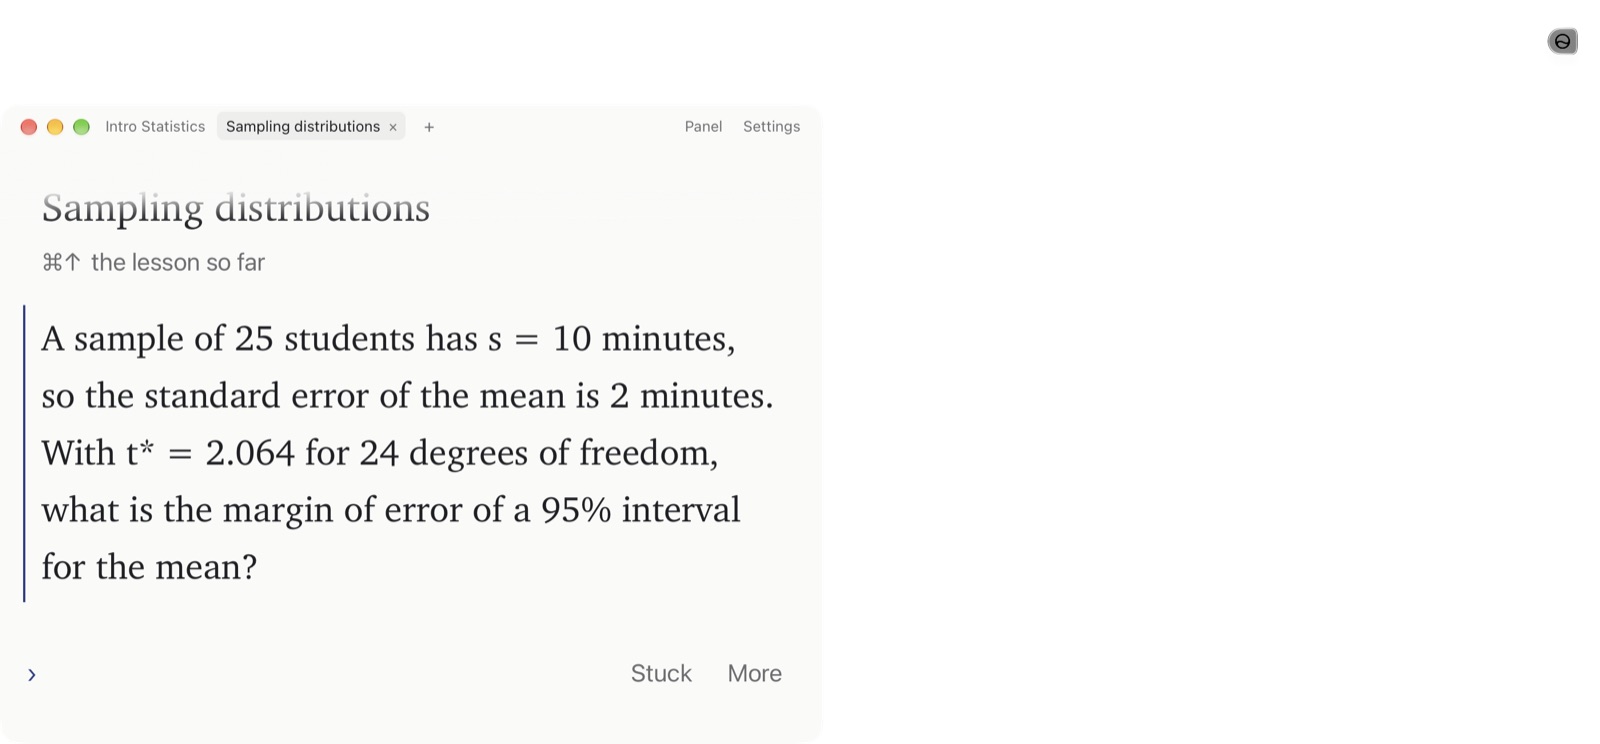 Intro Statistics Sampling distributions × + Panel Settings
Sampling distributions
⌘↑ the lesson so far
A sample of 25 students has s = 10 minutes,
so the standard error of the mean is 2 minutes.
With t* = 2.064 for 24 degrees of freedom,
what is the margin of error of a 95% interval
for the mean?
› Stuck More